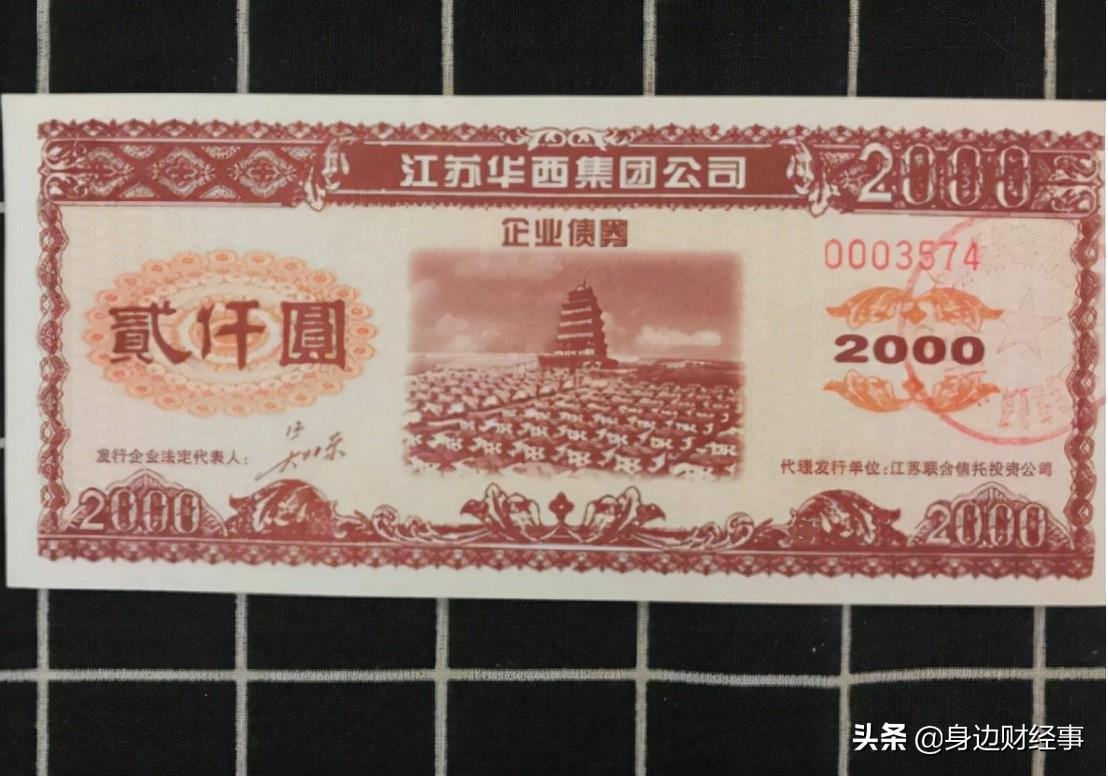 江苏华西集团公司
2000
企业债券
0003574
貳仟圓
2000
发行企业法定代表人：
代理发行单位：江苏联合信托投资公司
2000
2000
头条 @身边财经事